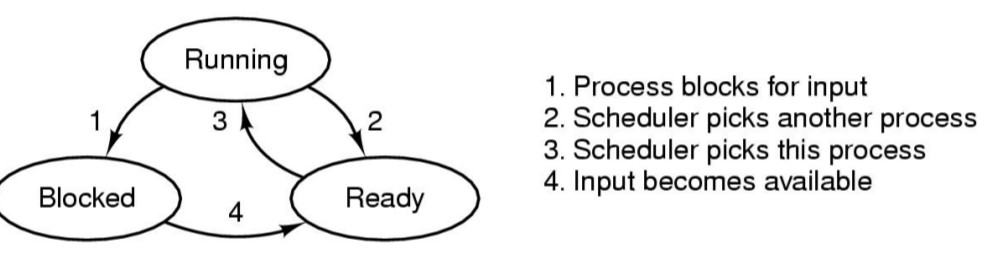 Running
1
3
2
Blocked
4
Ready
1. Process blocks for input
2. Scheduler picks another process
3. Scheduler picks this process
4. Input becomes available